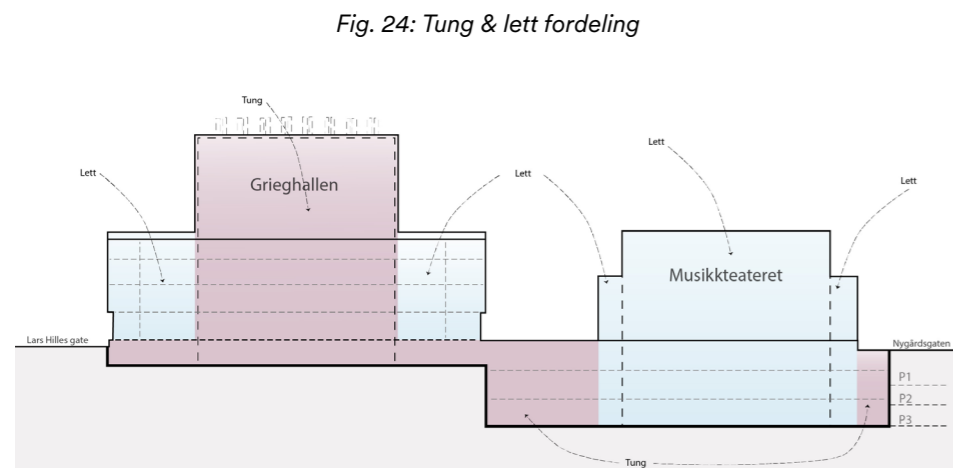 Fig. 24: Tung & lett fordeling
Tung
Lett
Grieghallen
Lett
Lett
Lett
Musikkteateret
Lars Hilles gate
Nygårdsgaten
P1
P2
P3
Tung